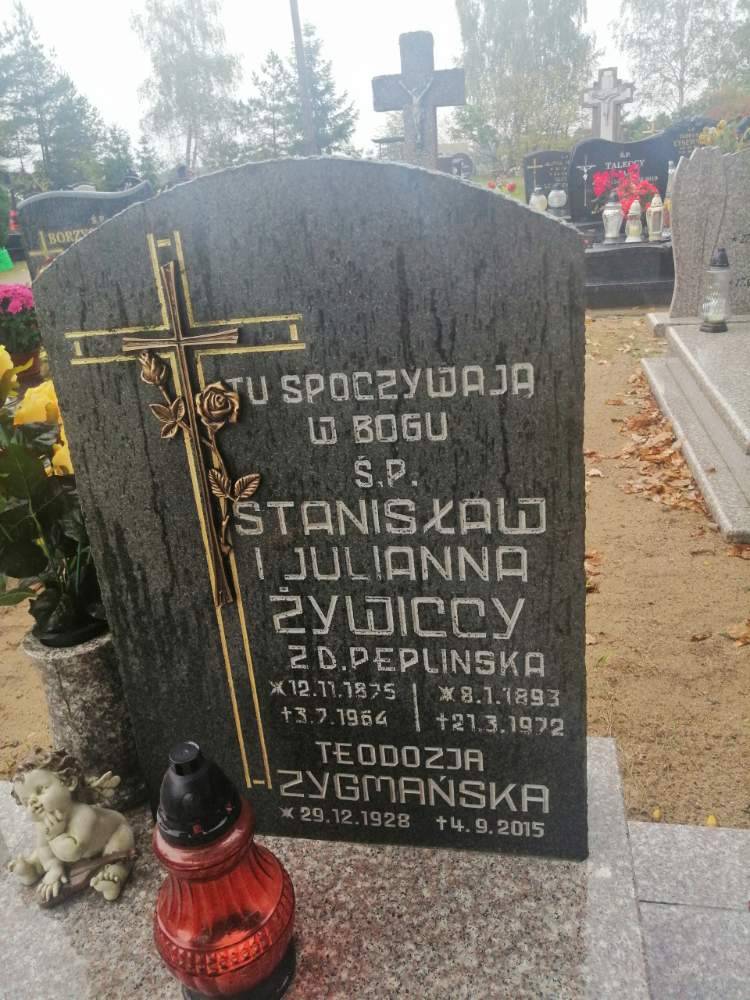 TU SPOCZYWAJĄ
W BOGU
Ś.P.
STANISŁAW
I JULIANNA
ŻYWICCY
Z D. PEPLINSKA
*12.11.1875 | *8.1.1893
+3.7.1964 | +21.3.1972
TEODOZJA
ZYGMAŃSKA
*29.12.1928 +4.9.2015
Ś.P.